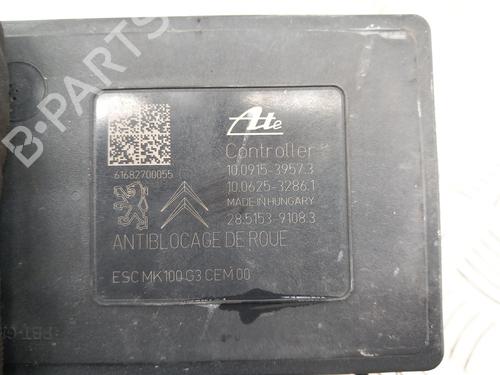 B-PARTS
Ate
Controller
61682700055
10.0915-3957.3
10.0625-3286.1
MADE IN HUNGARY
28.5153-9108.3
ANTIBLOCAGE DE ROUE
ESC MK100 G3 CEM 00